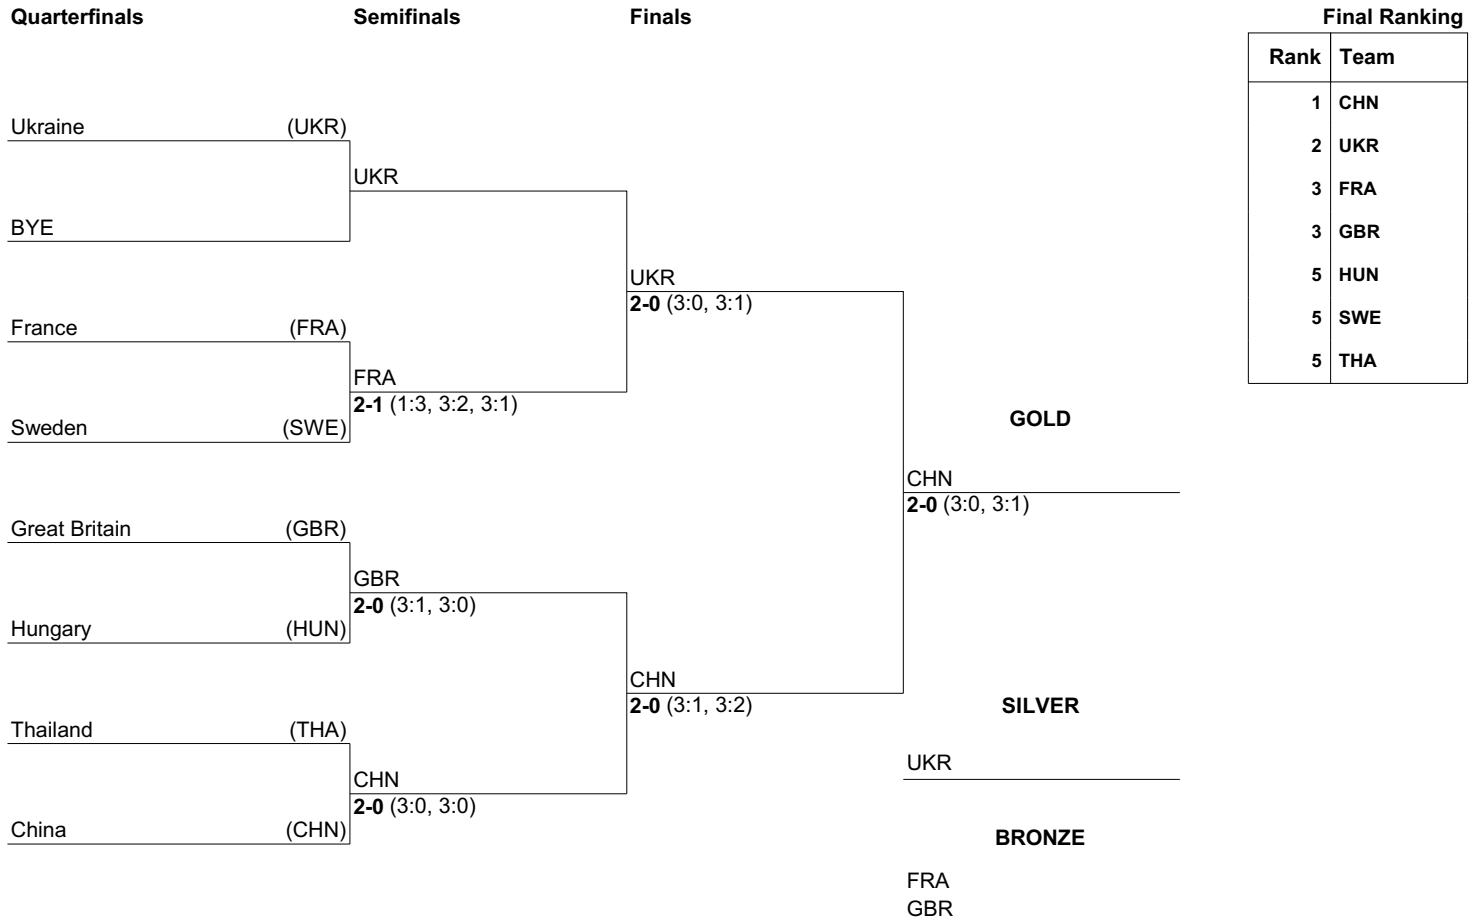 Quarterfinals Semifinals Finals Final Ranking
Rank Team
1 CHN
2 UKR
3 FRA
3 GBR
5 HUN
5 SWE
5 THA
Ukraine (UKR)
UKR
BYE
UKR
2-0 (3:0, 3:1)
France (FRA)
FRA
2-1 (1:3, 3:2, 3:1)
Sweden (SWE)
GOLD
CHN
2-0 (3:0, 3:1)
Great Britain (GBR)
GBR
2-0 (3:1, 3:0)
Hungary (HUN)
CHN
2-0 (3:1, 3:2)
SILVER
Thailand (THA)
UKR
CHN
2-0 (3:0, 3:0)
China (CHN)
BRONZE
FRA
GBR